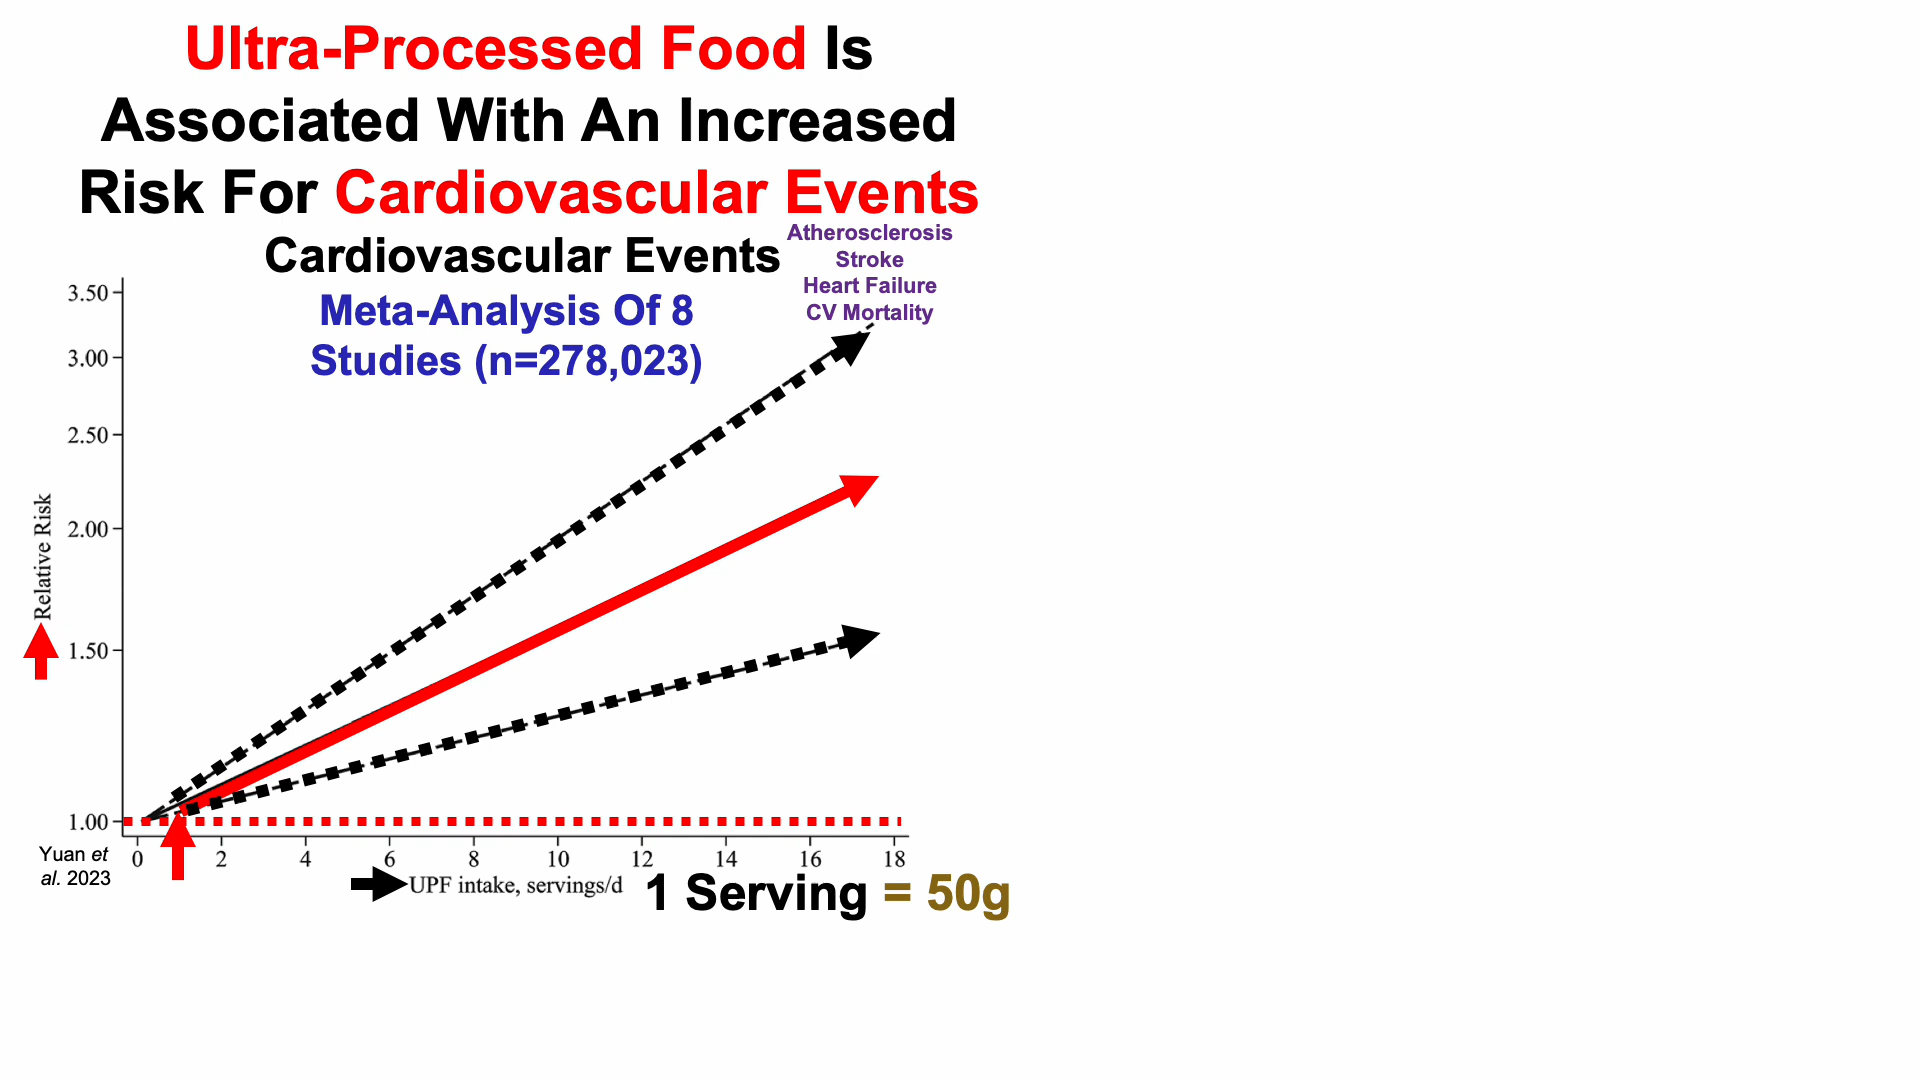 Ultra-Processed Food Is
Associated With An Increased
Risk For Cardiovascular Events
Cardiovascular Events
Atherosclerosis
Stroke
Heart Failure
CV Mortality
Meta-Analysis Of 8
Studies (n=278,023)
3.50
3.00
2.50
2.00
1.50
1.00
Relative Risk
0 2 4 6 8 10 12 14 16 18
Yuan et
al. 2023
UPF intake, servings/d
1 Serving = 50g